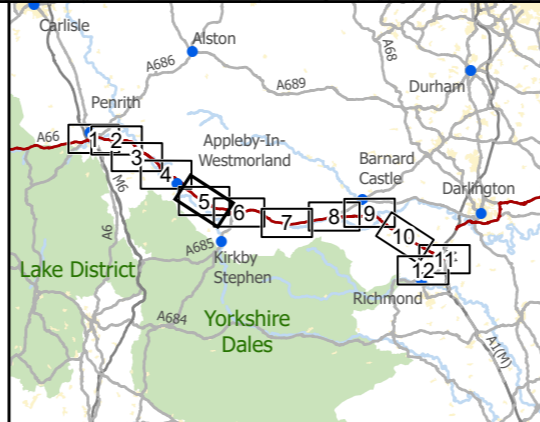 Carlisle
Alston
A686
A68
A689
Durham
Penrith
A66
1
2
3
4
5
6
7
8
9
10
11
12
Appleby-In-
Westmorland
Barnard
Castle
Darlington
M6
A6
A685
Kirkby
Stephen
Lake District
Richmond
A684
Yorkshire
Dales
A1(M)